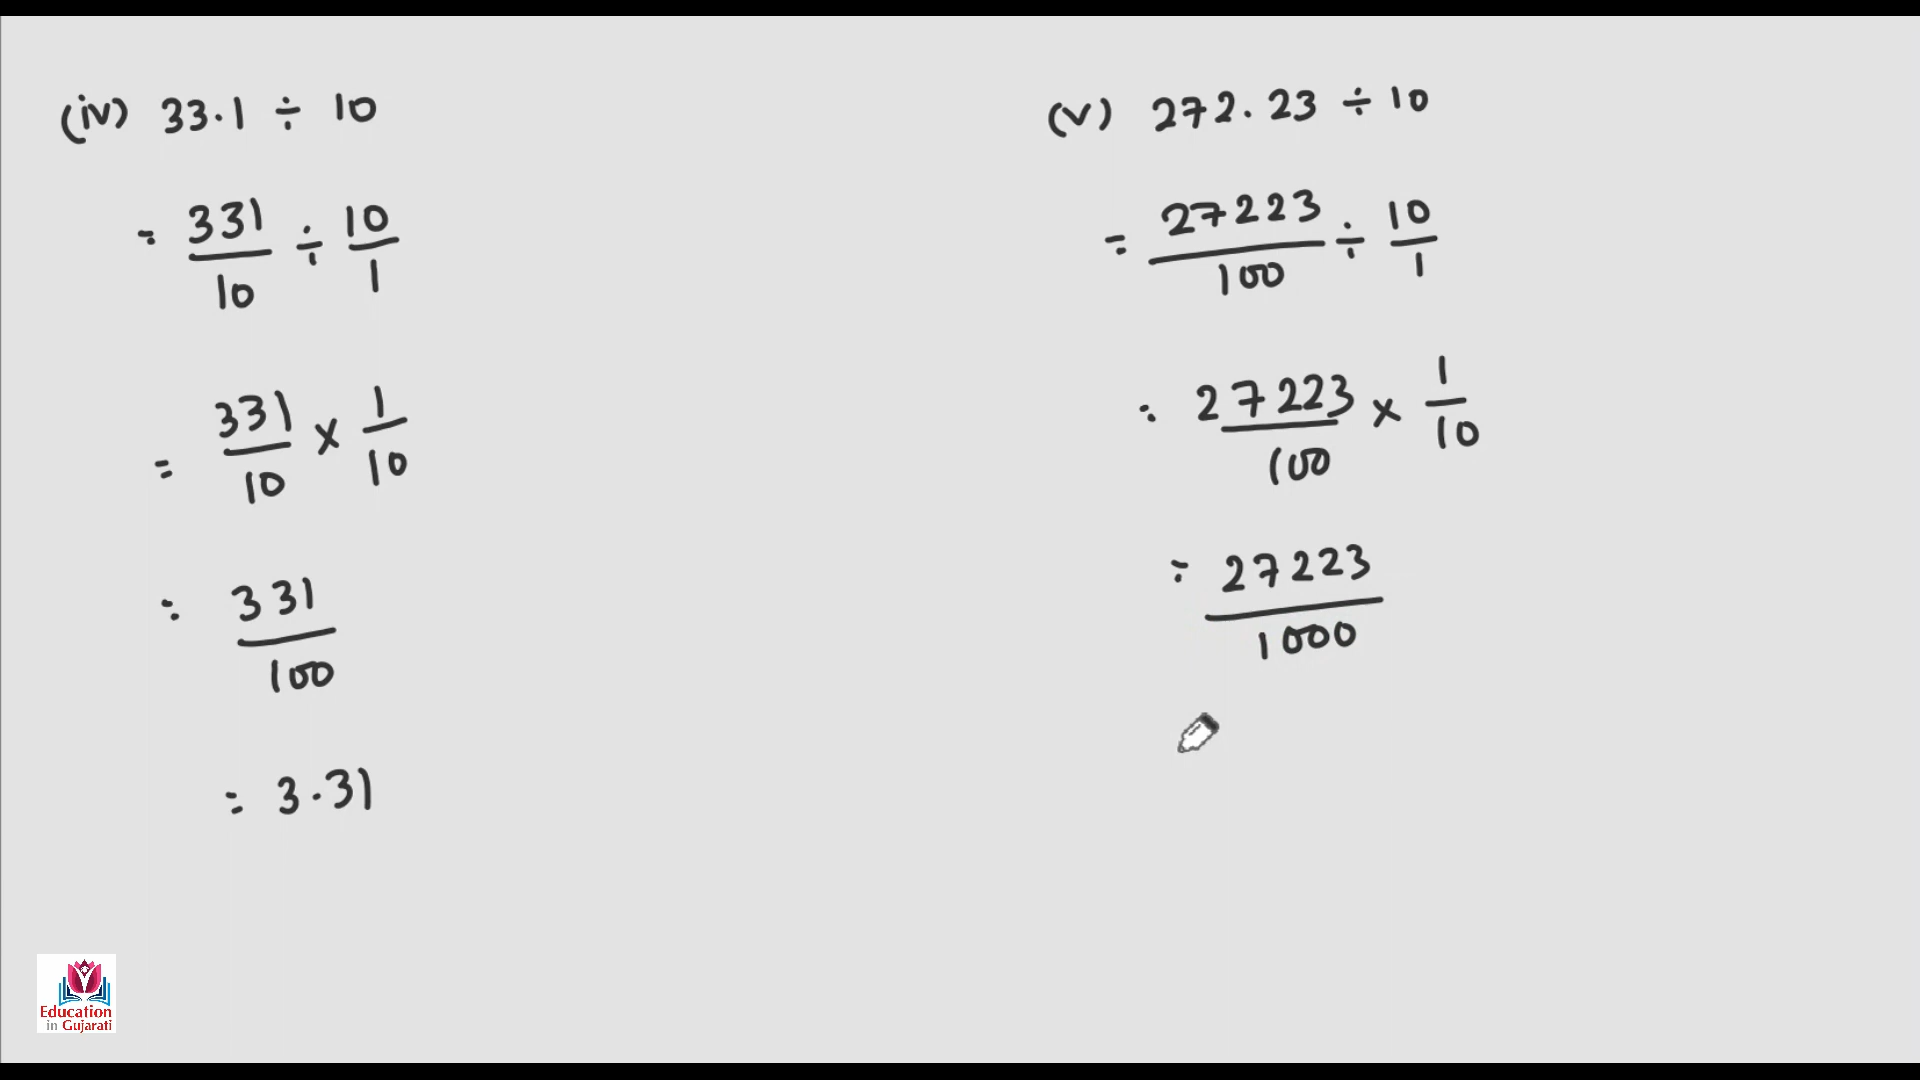 (iv) 33.1 ÷ 10
= 331/10 ÷ 10/1
= 331/10 × 1/10
= 331/100
= 3.31
(v) 272.23 ÷ 10
= 27223/100 ÷ 10/1
= 27223/100 × 1/10
= 27223/1000
Education
in Gujarati